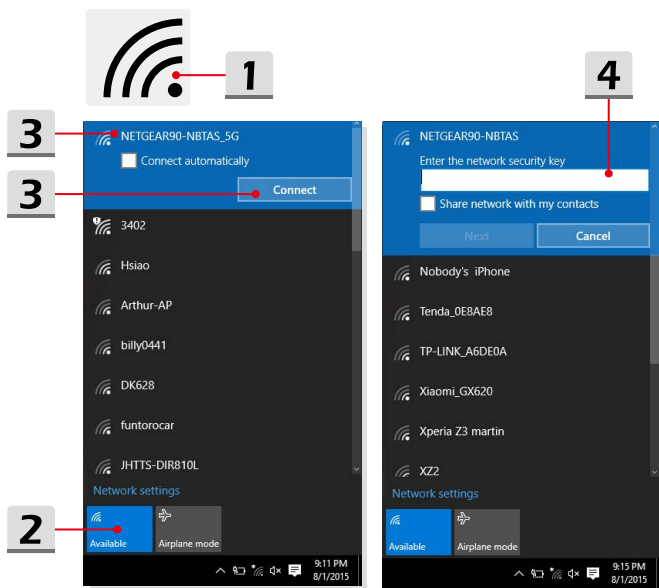 1
3
NETGEAR90-NBTAS_5G
Connect automatically
3
Connect
3402
Hsiao
Arthur-AP
billy0441
DK628
funtorocar
JHTTS-DIR810L
Network settings
2
Available
Airplane mode
9:11 PM
8/1/2015
4
NETGEAR90-NBTAS
Enter the network security key
Share network with my contacts
Next
Cancel
Nobody's iPhone
Tenda_0E8AE8
TP-LINK_A6DE0A
Xiaomi_GX620
Xperia Z3 martin
XZ2
Network settings
Available
Airplane mode
9:15 PM
8/1/2015